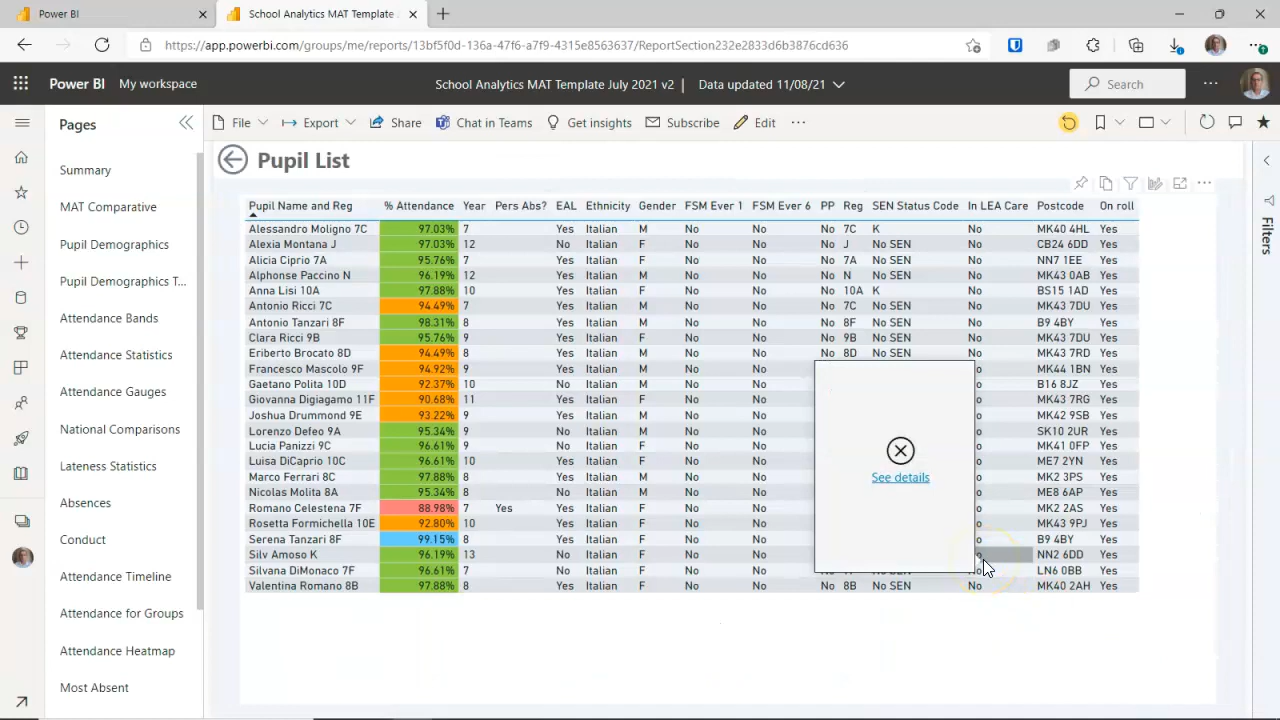 Power BI
School Analytics MAT Template
https://app.powerbi.com/groups/me/reports/13bf5f0d-136a-47f6-a7f9-4315e8563637/ReportSection232e2833d6b3876cd636
Power BI My workspace School Analytics MAT Template July 2021 v2 | Data updated 11/08/21 Search
Pages
Summary
MAT Comparative
Pupil Demographics
Pupil Demographics T...
Attendance Bands
Attendance Statistics
Attendance Gauges
National Comparisons
Lateness Statistics
Absences
Conduct
Attendance Timeline
Attendance for Groups
Attendance Heatmap
Most Absent
File Export Share Chat in Teams Get insights Subscribe Edit
Pupil List
Pupil Name and Reg % Attendance Year Pers Abs? EAL Ethnicity Gender FSM Ever 1 FSM Ever 6 PP Reg SEN Status Code In LEA Care Postcode On roll
Alessandro Moligno 7C 97.03% 7 Yes Italian M No No No 7C K No MK40 4HL Yes
Alexia Montana J 97.03% 12 No Italian F No No No J No SEN No CB24 6DD Yes
Alicia Ciprio 7A 95.76% 7 Yes Italian F No No No 7A No SEN No NN7 1EE Yes
Alphonse Paccino N 96.19% 12 Yes Italian M No No No N No SEN No MK43 0AB Yes
Anna Lisi 10A 97.88% 10 Yes Italian F No No No 10A K No BS15 1AD Yes
Antonio Ricci 7C 94.49% 7 Yes Italian M No No No 7C No SEN No MK43 7DU Yes
Antonio Tanzari 8F 98.31% 8 Yes Italian M No No No 8F No SEN No B9 4BY Yes
Clara Ricci 9B 95.76% 9 Yes Italian F No No No 9B No SEN No MK43 7DU Yes
Eriberto Brocato 8D 94.49% 8 Yes Italian M No No No 8D No SEN No MK43 7RD Yes
Francesco Mascolo 9F 94.92% 9 Yes Italian M No No MK44 1BN Yes
Gaetano Polita 10D 92.37% 10 No Italian M No No B16 8JZ Yes
Giovanna Digiagamo 11F 90.68% 11 Yes Italian F No No MK43 7RG Yes
Joshua Drummond 9E 93.22% 9 Yes Italian M No No MK42 9SB Yes
Lorenzo Defeo 9A 95.34% 9 No Italian M No No SK10 2UR Yes
Lucia Panizzi 9C 96.61% 9 No Italian F No No MK41 0FP Yes
Luisa DiCaprio 10C 96.61% 10 Yes Italian F No No ME7 2YN Yes
Marco Ferrari 8C 97.88% 8 Yes Italian M No No MK2 3PS Yes
Nicolas Molita 8A 95.34% 8 No Italian M No No ME8 6AP Yes
Romano Celestena 7F 88.98% 7 Yes Yes Italian F No No MK2 2AS Yes
Rosetta Formichella 10E 92.80% 10 Yes Italian F No No MK43 9PJ Yes
Serena Tanzari 8F 99.15% 8 Yes Italian F No No B9 4BY Yes
Silv Amoso K 96.19% 13 No Italian F No No NN2 6DD Yes
Silvana DiMonaco 7F 96.61% 7 No Italian F No No LN6 0BB Yes
Valentina Romano 8B 97.88% 8 Yes Italian F No No No 8B No SEN No MK40 2AH Yes
See details
Filters